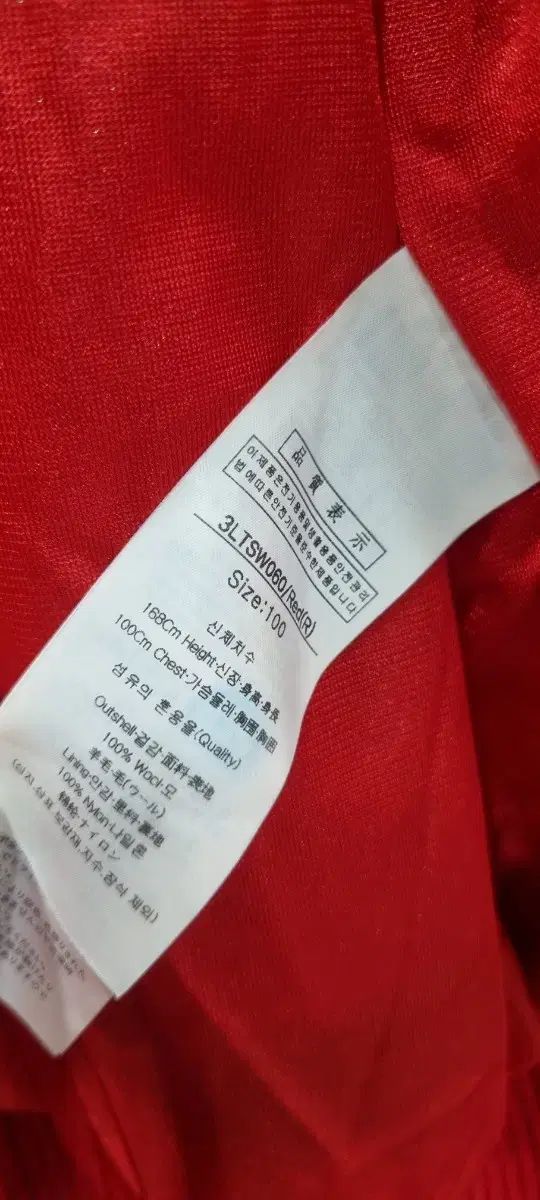 品質表示
이 제품은전기용품및생활용품안전관리
법에따른안전기준을준수한제품입니다
3LTSW060/Red(R)
Size:100
신체치수
168Cm Height·신장·身高·身長
100Cm Chest·가슴둘레·胸圍·胸囲
섬유의 혼용율(Quality)
Outshell·겉감·面料·表地
100% Wool·모
羊毛·毛(ウール)
Lining·안감·里料·裏地
100% Nylon·나일론
錦綸·ナイロン